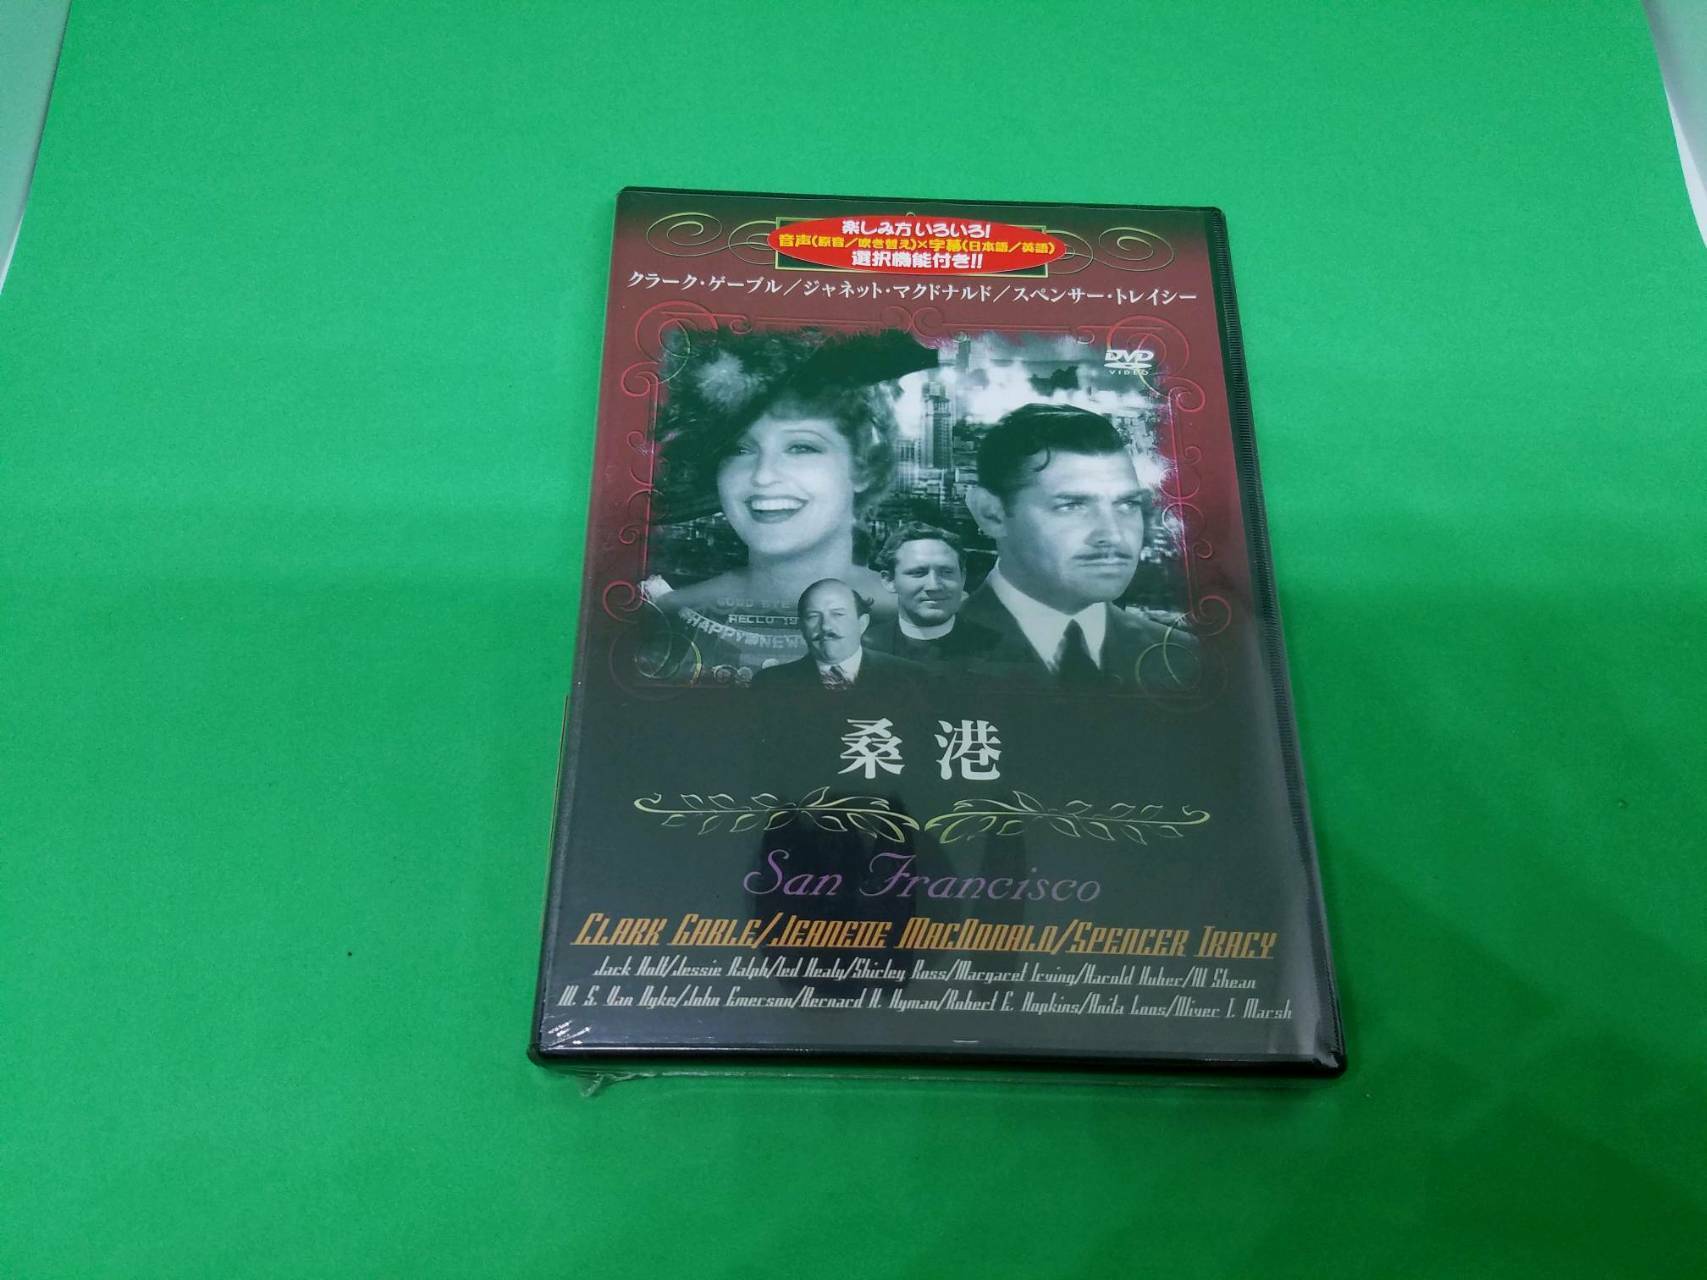 楽しみ方いろいろ!
音声(原音/吹き替え)×字幕(日本語/英語)
選択機能付き!!
クラーク・ゲーブル/ジャネット・マクドナルド/スペンサー・トレイシー
DVD
VIDEO
GOOD BYE
HELLO 19
HAPPY NEW
桑港
San Francisco
CLARK GABLE/JEANETTE MACDONALD/SPENCER TRACY
Jack Holt/Jessie Ralph/Ted Healy/Shirley Ross/Margaret Irving/Harold Huber/Al Shean
W. S. Van Dyke/John Emerson/Bernard H. Hyman/Robert E. Hopkins/Anita Loos/Oliver T. Marsh